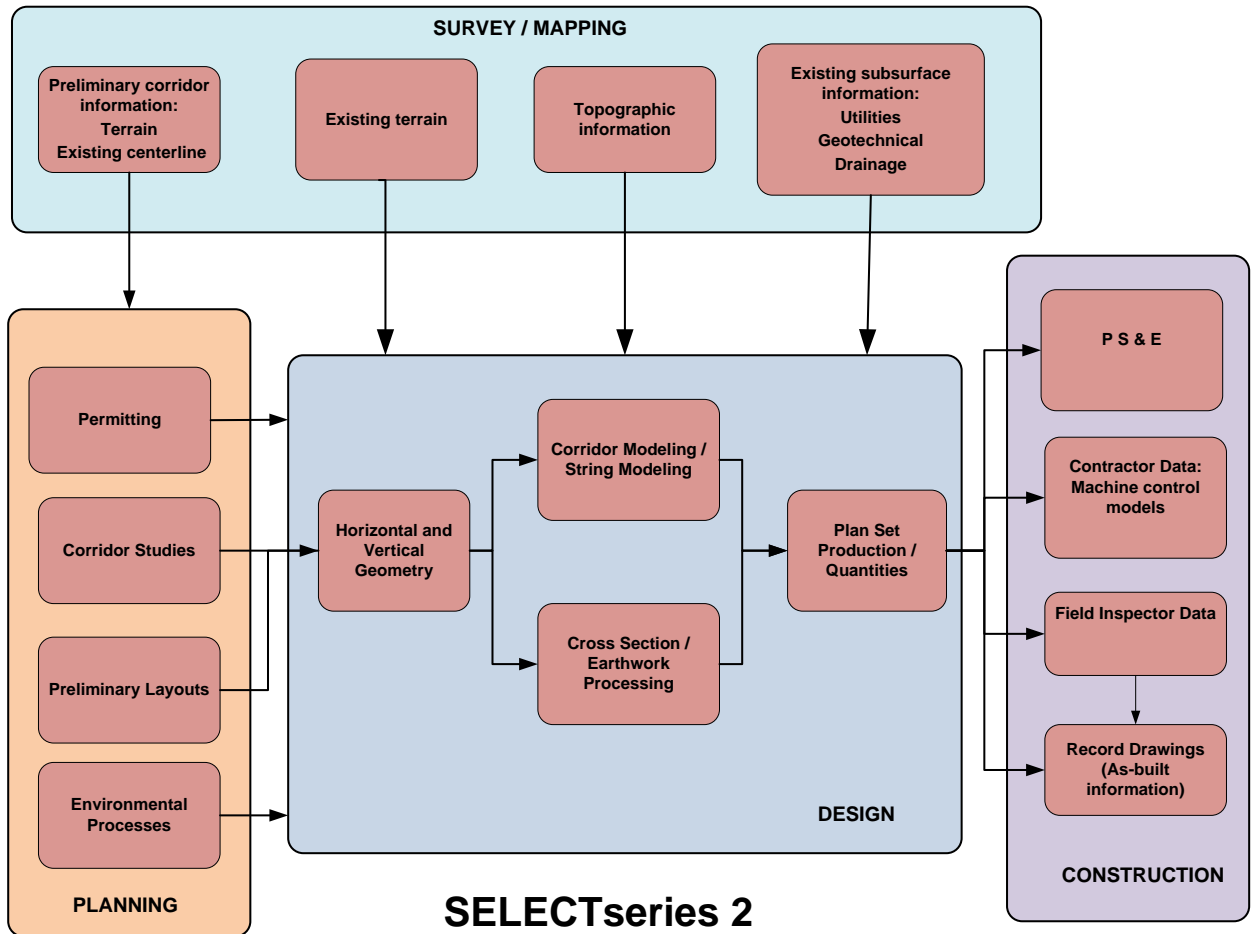 SURVEY / MAPPING
Preliminary corridor
information:
Terrain
Existing centerline
Existing terrain
Topographic
information
Existing subsurface
information:
Utilities
Geotechnical
Drainage
Permitting
Corridor Studies
Preliminary Layouts
Environmental
Processes
PLANNING
Horizontal and
Vertical
Geometry
Corridor Modeling /
String Modeling
Cross Section /
Earthwork
Processing
Plan Set
Production /
Quantities
DESIGN
P S & E
Contractor Data:
Machine control
models
Field Inspector Data
Record Drawings
(As-built
information)
CONSTRUCTION
SELECTseries 2